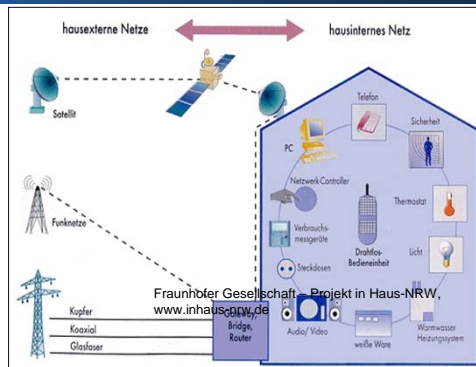 hausexterne Netze
hausinternes Netz
Satellit
Telefon
Sicherheit
PC
Netzwerk-Controller
Thermostat
Funknetze
Verbrauchs-
messgeräte
Drahtlos-
Bedieneinheit
Licht
Steckdosen
Fraunhofer Gesellschaft – Projekt in Haus-NRW,
www.inhaus-nrw.de
Kupfer
Koaxial
Glasfaser
Gateway,
Bridge,
Router
Audio/ Video
weiße Ware
Warmwasser
Heizungssystem